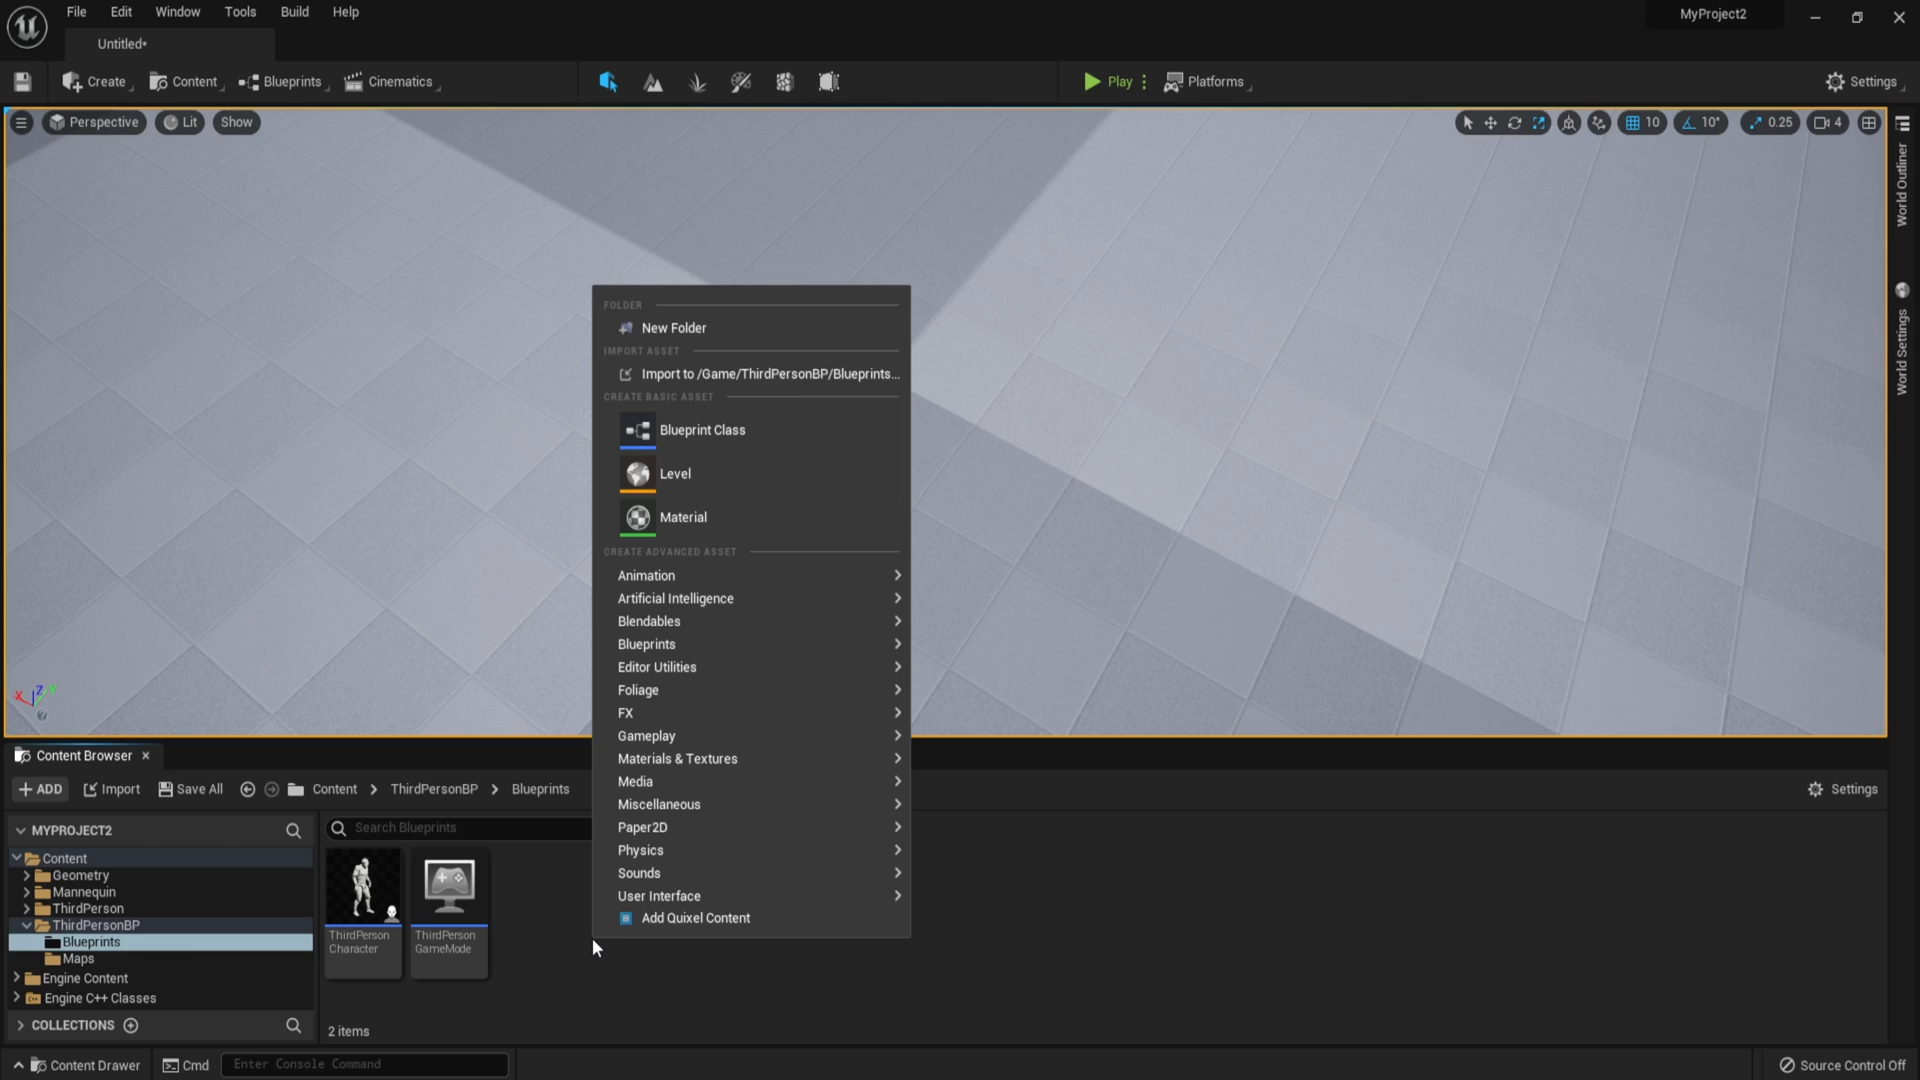 File Edit Window Tools Build Help
MyProject2
Untitled*
Create Content Blueprints Cinematics Play Platforms Settings
Perspective Lit Show 10 10° 0.25 4
World Outliner
World Settings
FOLDER
New Folder
IMPORT ASSET
Import to /Game/ThirdPersonBP/Blueprints...
CREATE BASIC ASSET
Blueprint Class
Level
Material
CREATE ADVANCED ASSET
Animation
Artificial Intelligence
Blendables
Blueprints
Editor Utilities
Foliage
FX
Gameplay
Materials & Textures
Media
Miscellaneous
Paper2D
Physics
Sounds
User Interface
Add Quixel Content
X Z Y
Content Browser
ADD Import Save All Content ThirdPersonBP Blueprints Settings
MYPROJECT2
Content
Geometry
Mannequin
ThirdPerson
ThirdPersonBP
Blueprints
Maps
Engine Content
Engine C++ Classes
COLLECTIONS
Search Blueprints
ThirdPerson
Character
ThirdPerson
GameMode
2 items
Content Drawer Cmd Enter Console Command Source Control Off